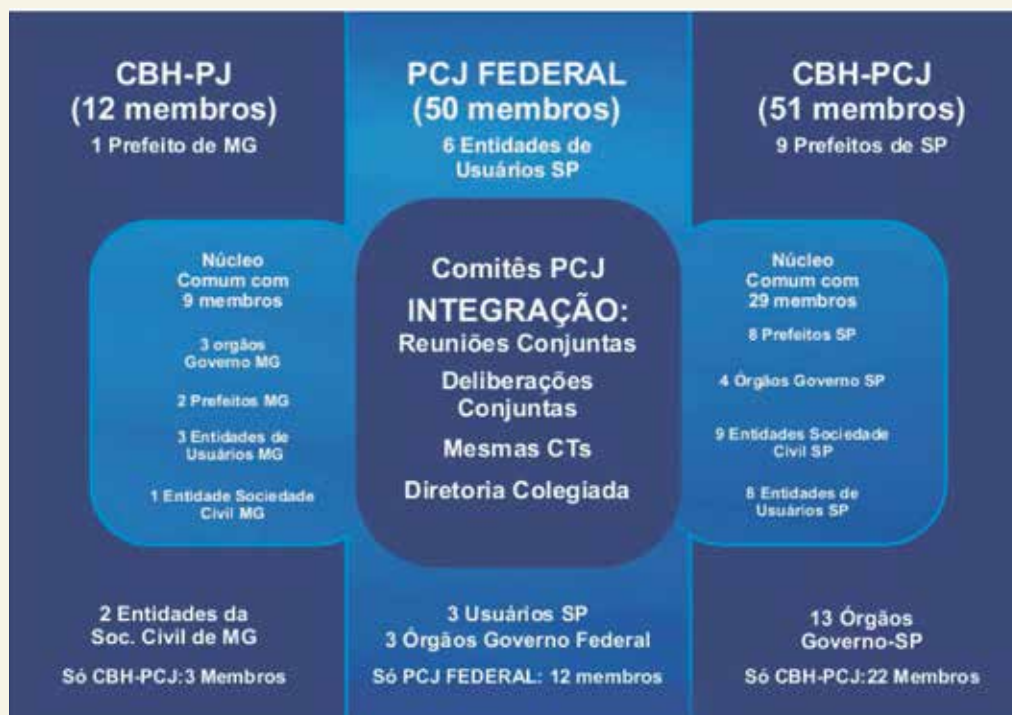 CBH-PJ
(12 membros)
1 Prefeito de MG
Núcleo
Comum com
9 membros
3 orgãos
Governo MG
2 Prefeitos MG
3 Entidades de
Usuários MG
1 Entidade Sociedade
Civil MG
2 Entidades da
Soc. Civil de MG
Só CBH-PCJ:3 Membros
PCJ FEDERAL
(50 membros)
6 Entidades de
Usuários SP
Comitês PCJ
INTEGRAÇÃO:
Reuniões Conjuntas
Deliberações
Conjuntas
Mesmas CTs
Diretoria Colegiada
3 Usuários SP
3 Órgãos Governo Federal
Só PCJ FEDERAL: 12 membros
CBH-PCJ
(51 membros)
9 Prefeitos de SP
Núcleo
Comum com
29 membros
8 Prefeitos SP
4 Órgãos Governo SP
9 Entidades Sociedade
Civil SP
8 Entidades de
Usuários SP
13 Órgãos
Governo-SP
Só CBH-PCJ:22 Membros